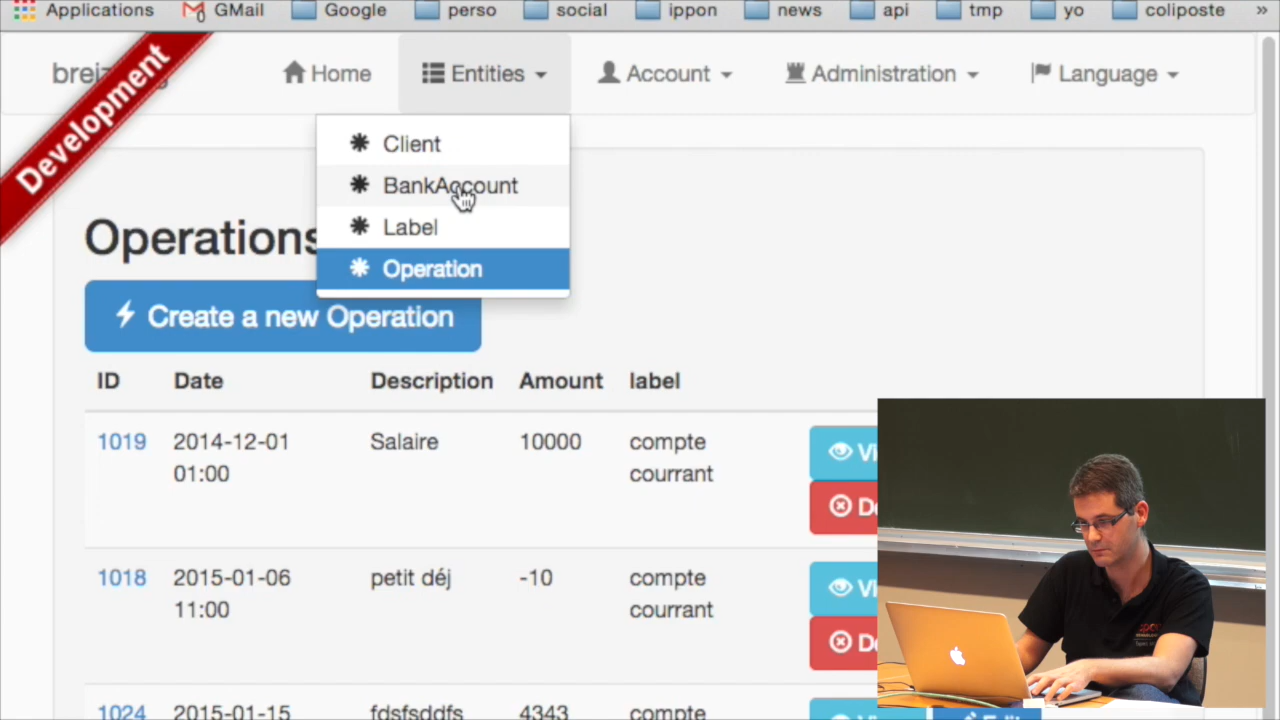 Applications GMail Google perso social ippon news api tmp yo coliposte »
Development
Home Entities Account Administration Language
Client
BankAccount
Label
Operation
Operations
Create a new Operation
ID Date Description Amount label
1019 2014-12-01 01:00 Salaire 10000 compte courrant
1018 2015-01-06 11:00 petit déj -10 compte courrant
1024 2015-01-15 fdsfsddfs 4343 compte
Edit